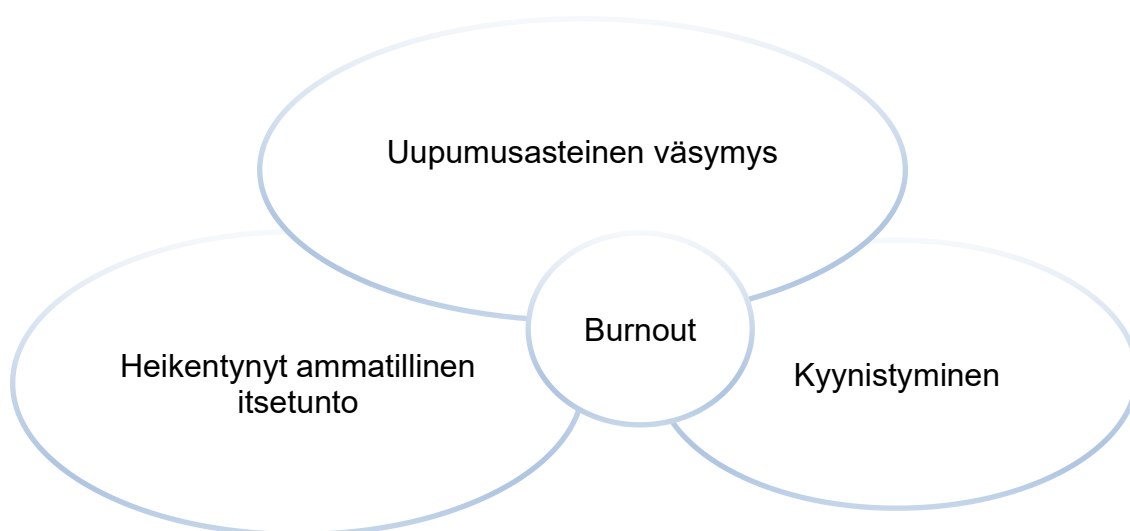 Uupumusasteinen väsymys
Burnout
Heikentynyt ammatillinen
itsetunto
Kyynistyminen